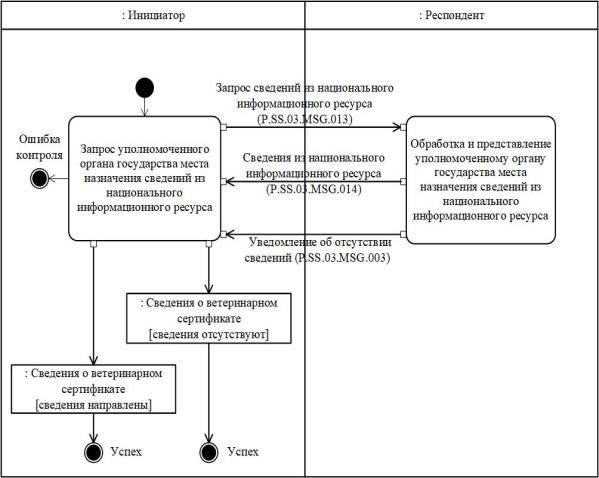 : Инициатор
: Респондент
Запрос сведений из национального
информационного ресурса
(P.SS.03.MSG.013)
Ошибка
контроля
Запрос уполномоченного
органа государства места
назначения сведений из
национального
информационного ресурса
Сведения из национального
информационного ресурса
(P.SS.03.MSG.014)
Обработка и представление
уполномоченному органу
государства места
назначения сведений из
национального
информационного ресурса
Уведомление об отсутствии
сведений (P.SS.03.MSG.003)
: Сведения о ветеринарном
сертификате
[сведения отсутствуют]
: Сведения о ветеринарном
сертификате
[сведения направлены]
Успех
Успех